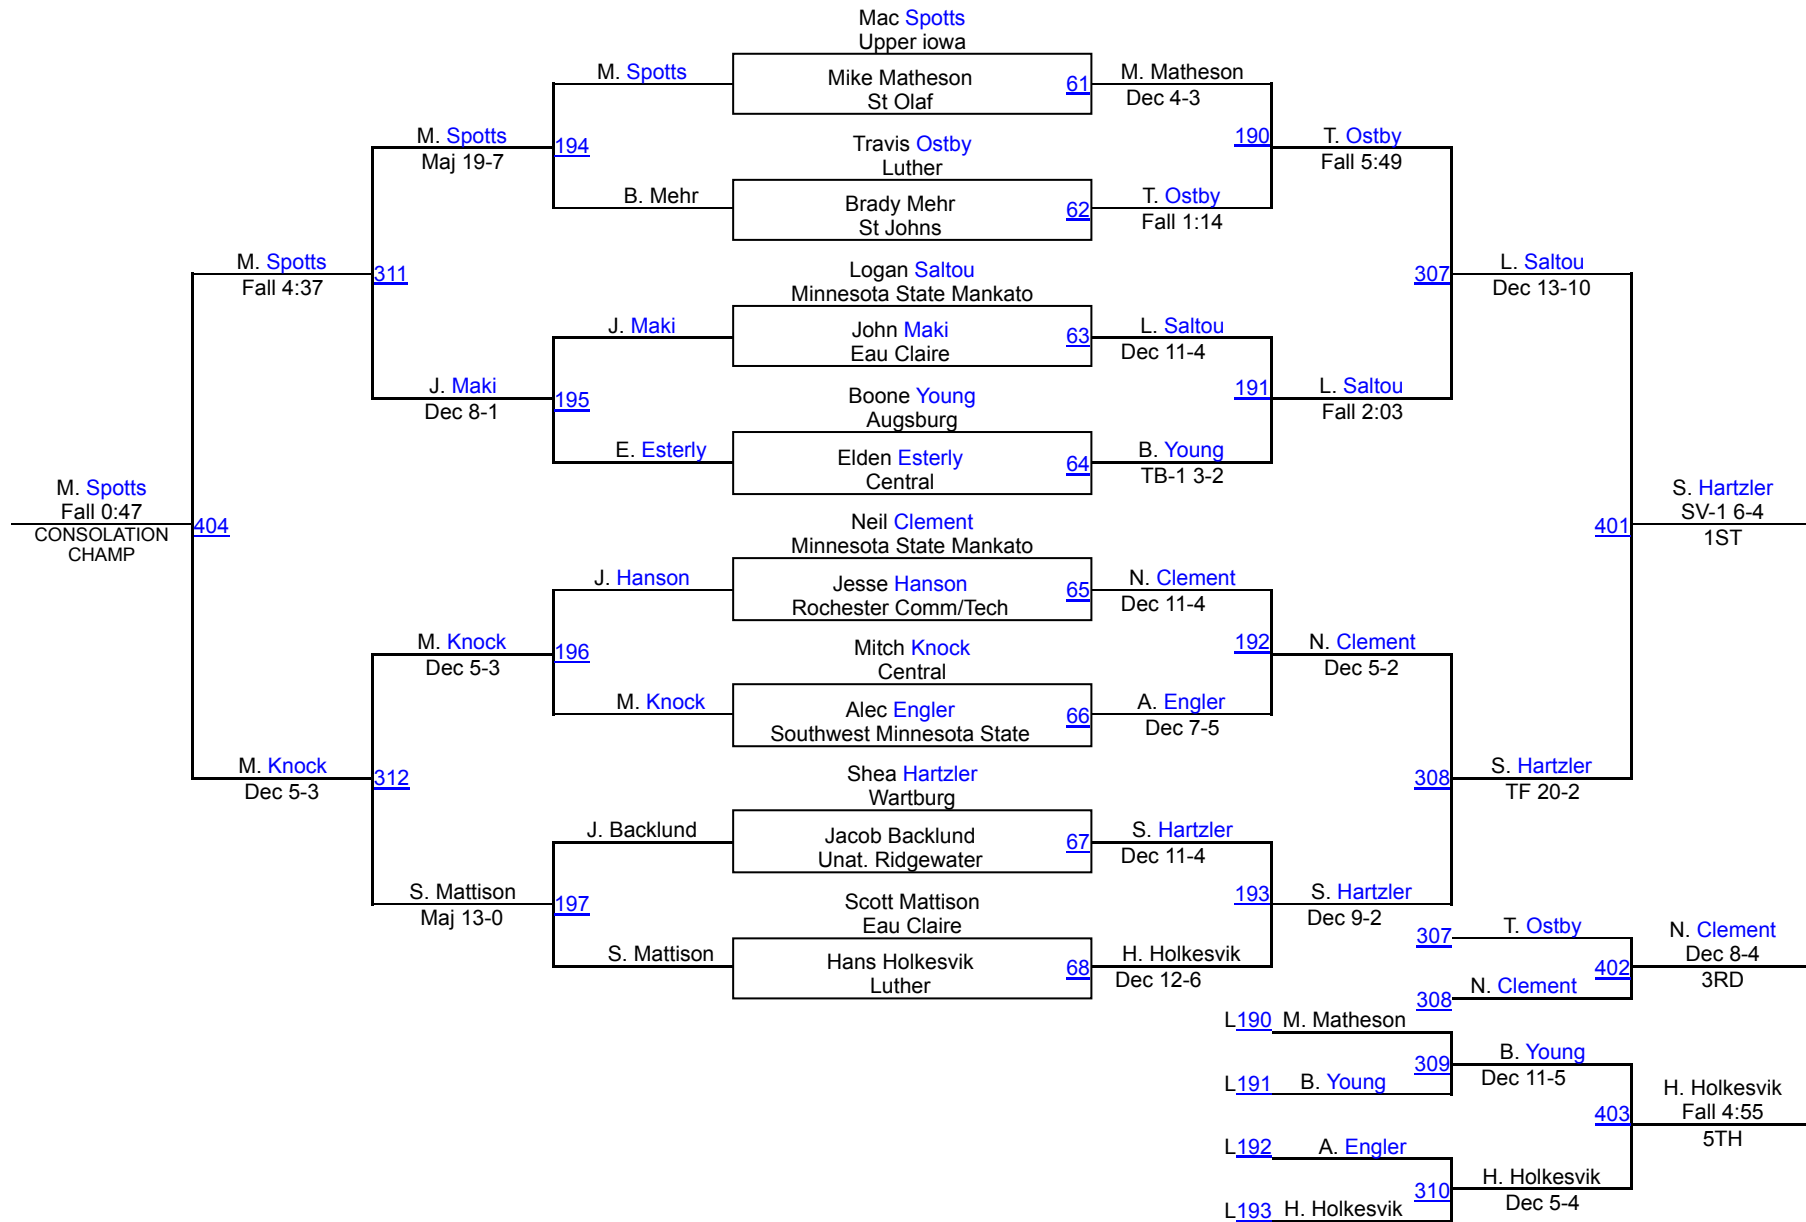 Mac Spotts
Upper iowa
M. Spotts
Mike Matheson
St Olaf
61
M. Matheson
Dec 4-3
M. Spotts
Maj 19-7
194
Travis Ostby
Luther
190
T. Ostby
Fall 5:49
B. Mehr
Brady Mehr
St Johns
62
T. Ostby
Fall 1:14
M. Spotts
Fall 4:37
311
Logan Saltou
Minnesota State Mankato
307
L. Saltou
Dec 13-10
J. Maki
John Maki
Eau Claire
63
L. Saltou
Dec 11-4
J. Maki
Dec 8-1
195
Boone Young
Augsburg
191
L. Saltou
Fall 2:03
E. Esterly
Elden Esterly
Central
64
B. Young
TB-1 3-2
M. Spotts
Fall 0:47
CONSOLATION
CHAMP
404
Neil Clement
Minnesota State Mankato
401
S. Hartzler
SV-1 6-4
1ST
J. Hanson
Jesse Hanson
Rochester Comm/Tech
65
N. Clement
Dec 11-4
M. Knock
Dec 5-3
196
Mitch Knock
Central
192
N. Clement
Dec 5-2
M. Knock
Alec Engler
Southwest Minnesota State
66
A. Engler
Dec 7-5
M. Knock
Dec 5-3
312
Shea Hartzler
Wartburg
308
S. Hartzler
TF 20-2
J. Backlund
Jacob Backlund
Unat. Ridgewater
67
S. Hartzler
Dec 11-4
S. Mattison
Maj 13-0
197
Scott Mattison
Eau Claire
193
S. Hartzler
Dec 9-2
S. Mattison
Hans Holkesvik
Luther
68
H. Holkesvik
Dec 12-6
307
T. Ostby
402
N. Clement
Dec 8-4
3RD
308
N. Clement
L190 M. Matheson
309
B. Young
Dec 11-5
L191 B. Young
403
H. Holkesvik
Fall 4:55
5TH
L192 A. Engler
310
H. Holkesvik
Dec 5-4
L193 H. Holkesvik